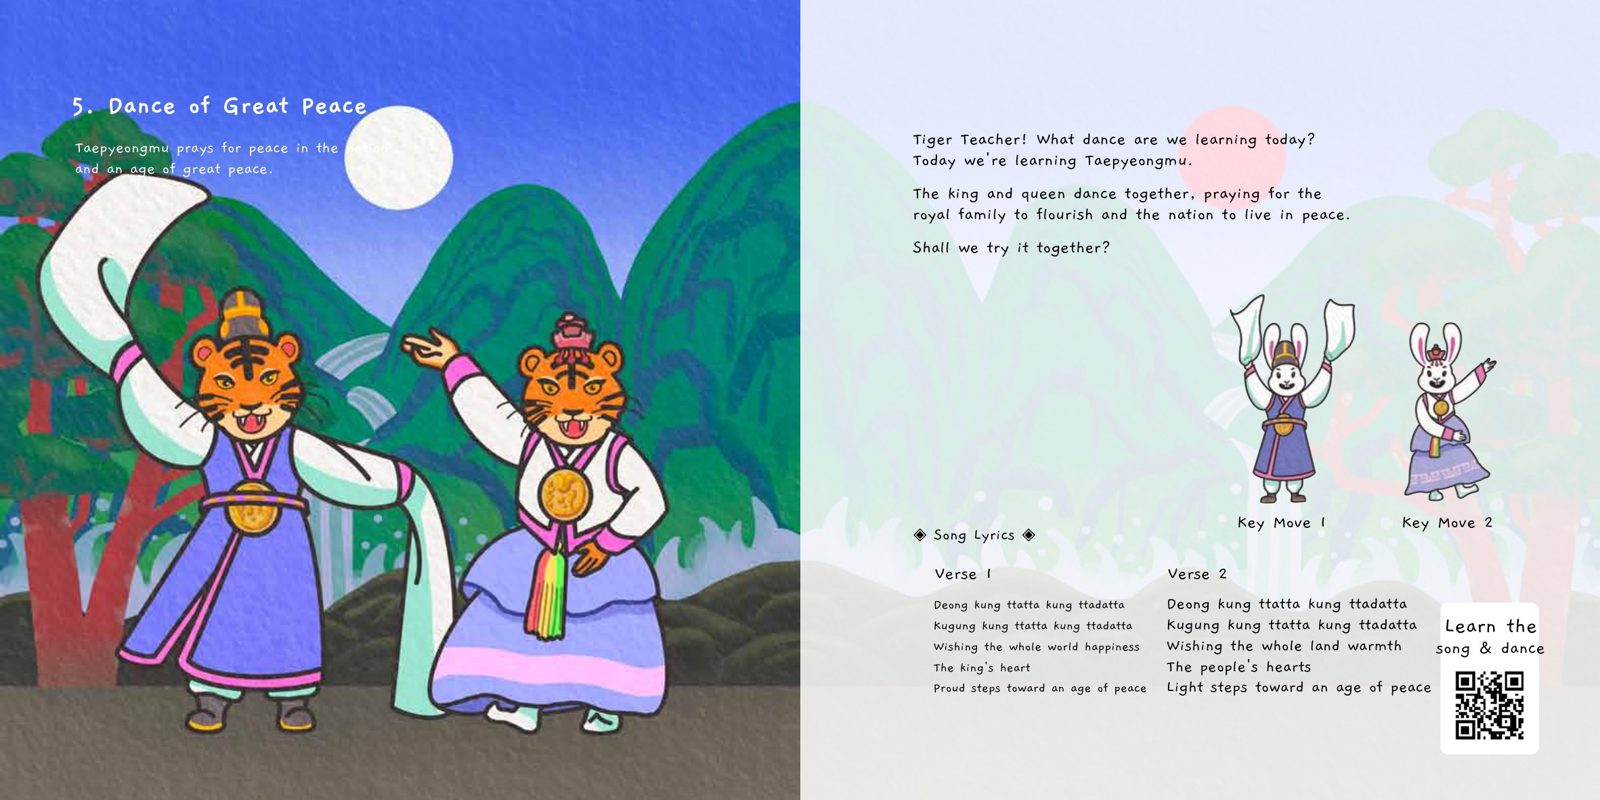 5. Dance of Great Peace
Taepyeongmu prays for peace in the nation
and an age of great peace.
Tiger Teacher! What dance are we learning today?
Today we're learning Taepyeongmu.
The king and queen dance together, praying for the
royal family to flourish and the nation to live in peace.
Shall we try it together?
Key Move 1
Key Move 2
◈ Song Lyrics ◈
Verse 1
Deong kung ttatta kung ttadatta
Kugung kung ttatta kung ttadatta
Wishing the whole world happiness
The king's heart
Proud steps toward an age of peace
Verse 2
Deong kung ttatta kung ttadatta
Kugung kung ttatta kung ttadatta
Wishing the whole land warmth
The people's hearts
Light steps toward an age of peace
Learn the
song & dance